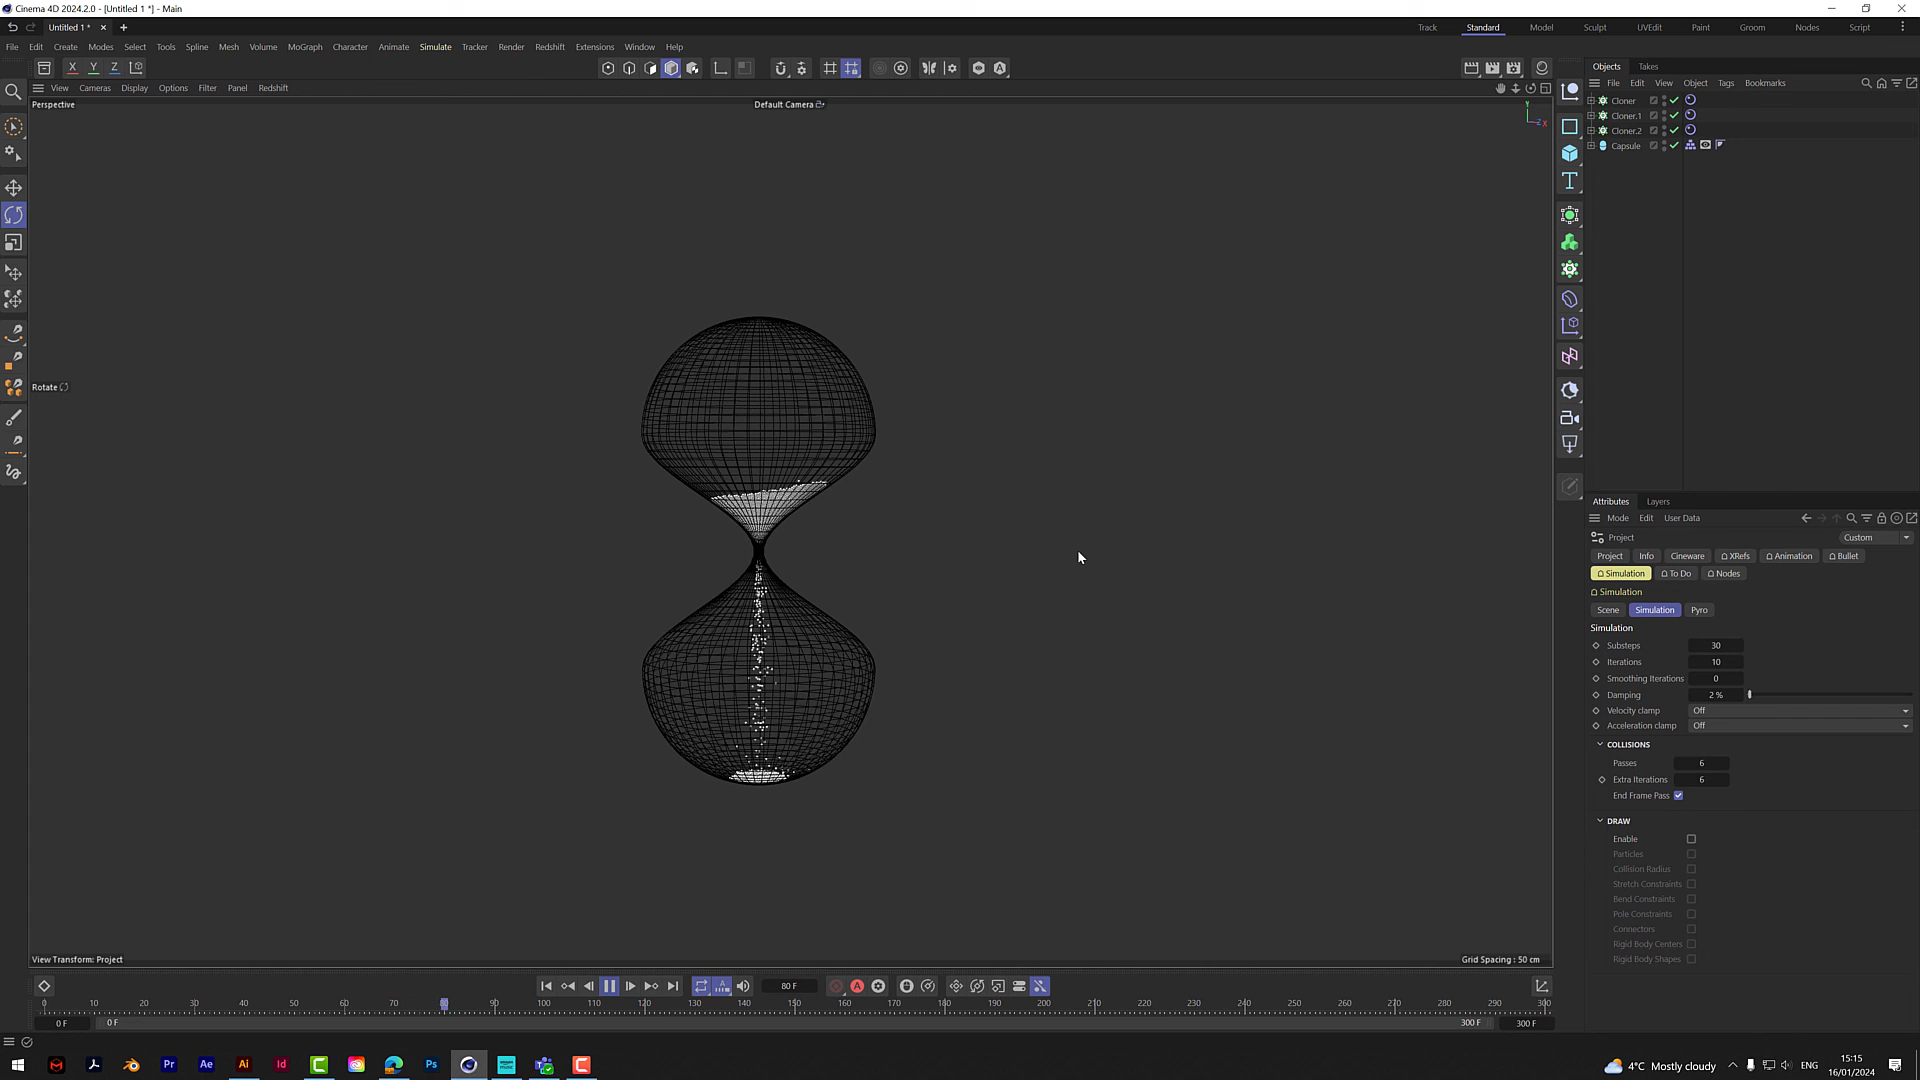 Cinema 4D 2024.2.0 - [Untitled 1 *] - Main
Untitled 1 *
Track Standard Model Sculpt UVEdit Paint Groom Nodes Script
File Edit Create Modes Select Tools Spline Mesh Volume MoGraph Character Animate Simulate Tracker Render Redshift Extensions Window Help
X Y Z
Objects Takes
View Cameras Display Options Filter Panel Redshift
File Edit View Object Tags Bookmarks
Perspective
Default Camera
Cloner
Cloner.1
Cloner.2
Capsule
Rotate
Attributes Layers
Mode Edit User Data
Project
Custom
Project Info Cineware XRefs Animation Bullet
Simulation To Do Nodes
Simulation
Scene Simulation Pyro
Simulation
Substeps 30
Iterations 10
Smoothing Iterations 0
Damping 2 %
Velocity clamp Off
Acceleration clamp Off
COLLISIONS
Passes 6
Extra Iterations 6
End Frame Pass
DRAW
Enable
Particles
Collision Radius
Stretch Constraints
Bend Constraints
Pole Constraints
Connectors
Rigid Body Centers
Rigid Body Shapes
View Transform: Project
Grid Spacing : 50 cm
80 F
0 10 20 30 40 50 60 70 80 90 100 110 120 130 140 150 160 170 180 190 200 210 220 230 240 250 260 270 280 290 300
0 F
0 F
300 F
300 F
Pr Ae Ai Id Ps
4°C Mostly cloudy
ENG
15:15
16/01/2024